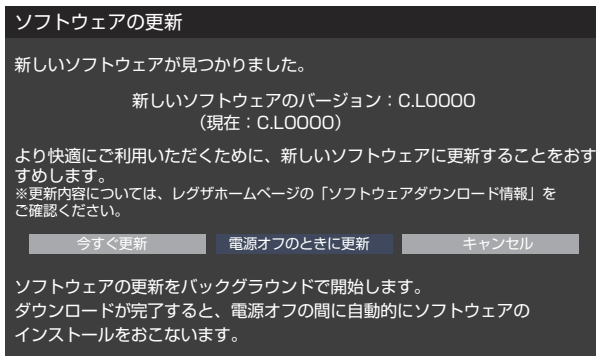 ソフトウェアの更新
新しいソフトウェアが見つかりました。
新しいソフトウェアのバージョン：C.L0000
（現在：C.L0000）
より快適にご利用いただくために、新しいソフトウェアに更新することをおす
すめします。
※更新内容については、レグザホームページの「ソフトウェアダウンロード情報」を
ご確認ください。
今すぐ更新
電源オフのときに更新
キャンセル
ソフトウェアの更新をバックグラウンドで開始します。
ダウンロードが完了すると、電源オフの間に自動的にソフトウェアの
インストールをおこないます。